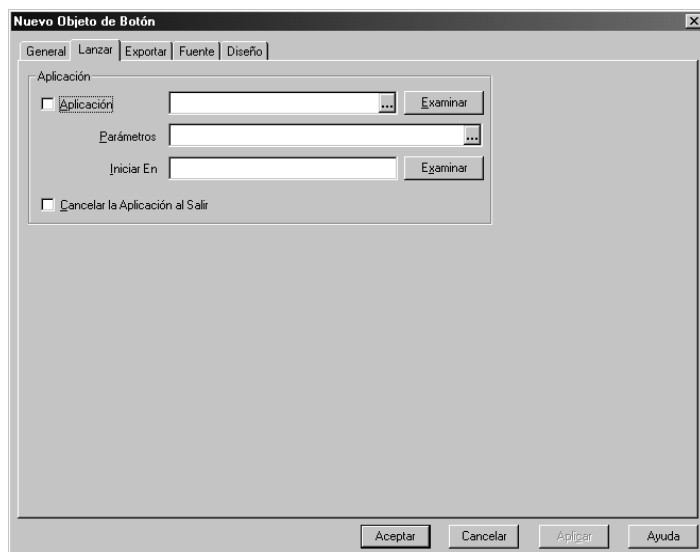 Nuevo Objeto de Botón
General Lanzar Exportar Fuente Diseño
Aplicación
Aplicación ... Examinar
Parámetros ...
Iniciar En Examinar
Cancelar la Aplicación al Salir
Aceptar Cancelar Aplicar Ayuda